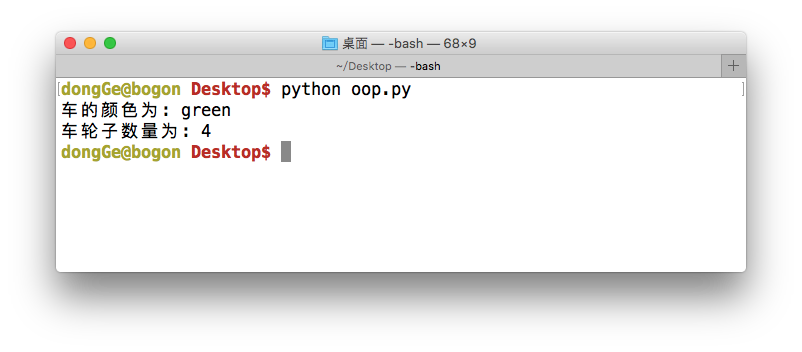 桌面 — -bash — 68×9
~/Desktop — -bash
dongGe@bogon Desktop$ python oop.py
车的颜色为: green
车轮子数量为: 4
dongGe@bogon Desktop$